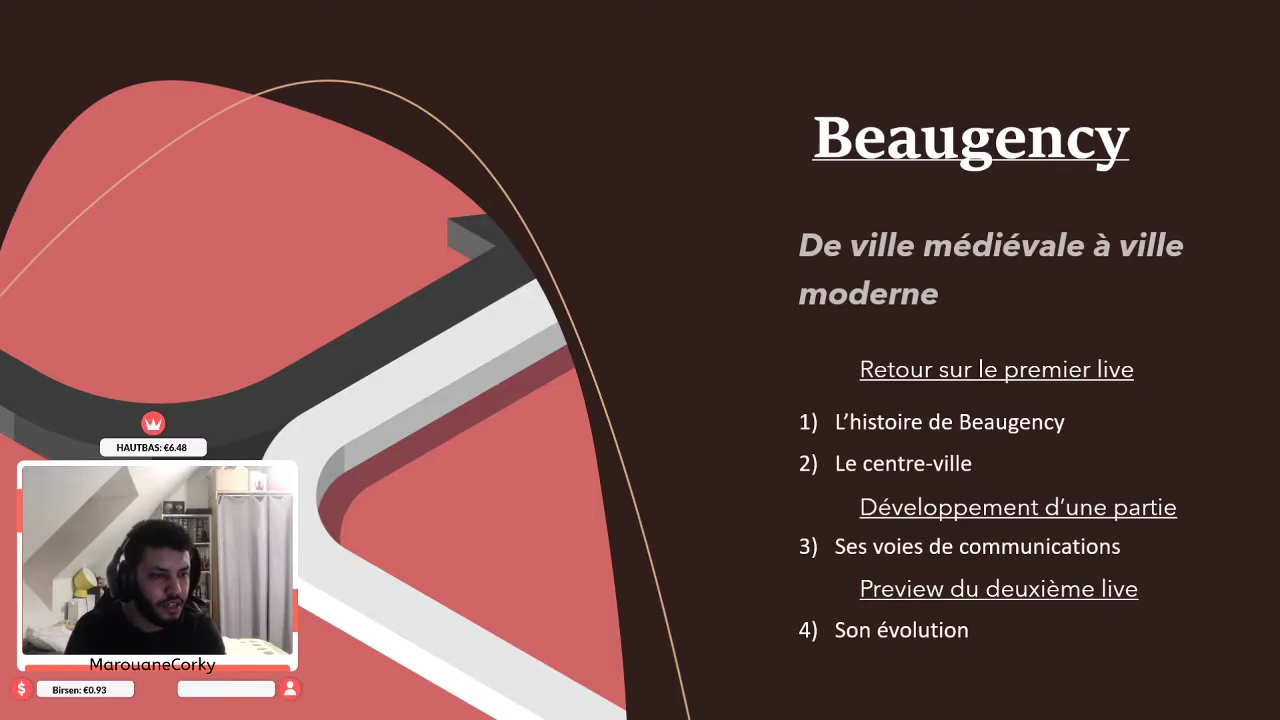 Beaugency
De ville médiévale à ville
moderne
Retour sur le premier live
1) L’histoire de Beaugency
2) Le centre-ville
Développement d’une partie
3) Ses voies de communications
Preview du deuxième live
4) Son évolution
HAUTBAS: €6.48
MarouaneCorky
$ Birsen: €0.93